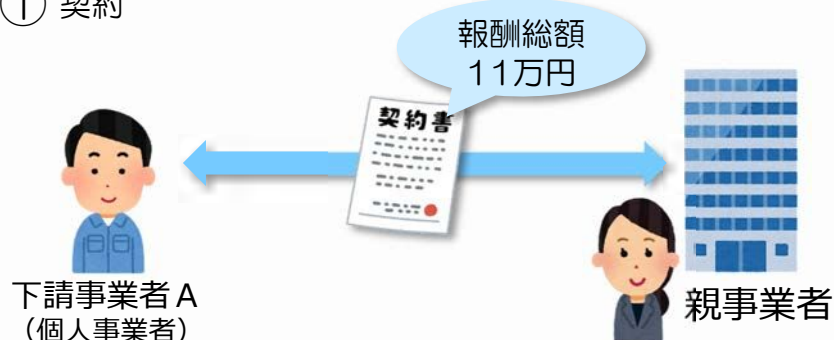 ① 契約
報酬総額
11万円
契約書
下請事業者A
（個人事業者）
親事業者